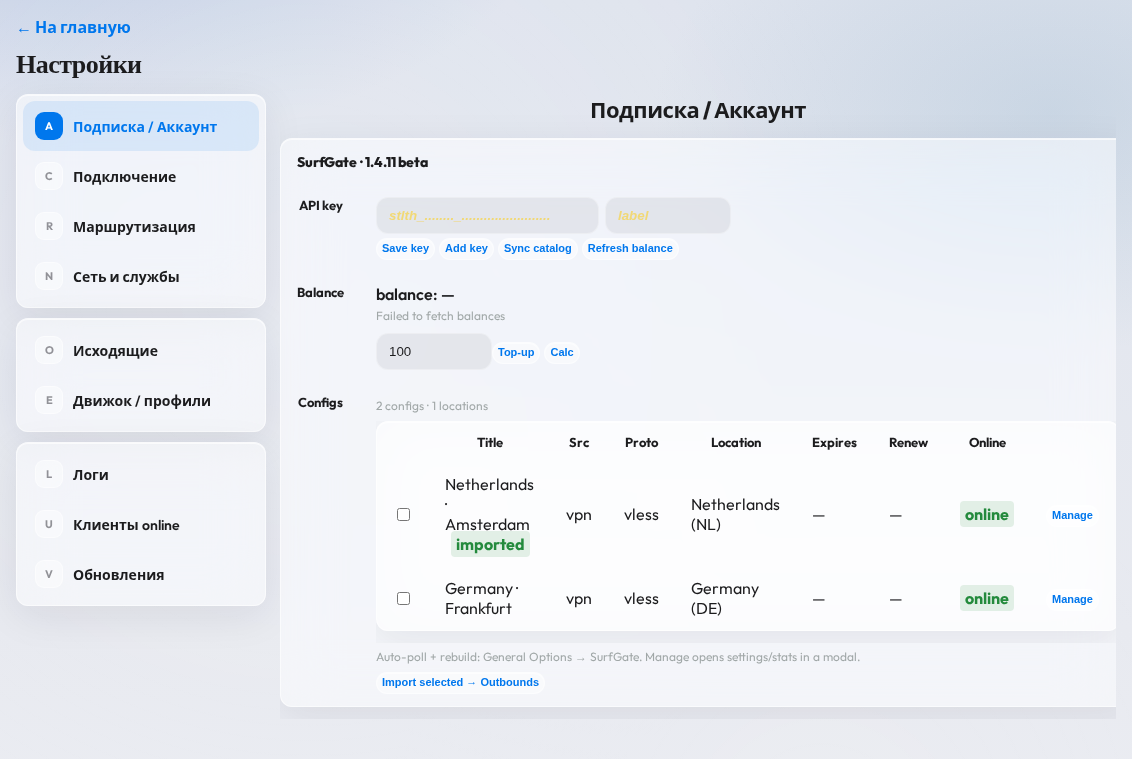 ← На главную
Настройки
A Подписка / Аккаунт
C Подключение
R Маршрутизация
N Сеть и службы
O Исходящие
E Движок / профили
L Логи
U Клиенты online
V Обновления
Подписка / Аккаунт
SurfGate · 1.4.11 beta
API key
stith_........_........................ label
Save key Add key Sync catalog Refresh balance
Balance
balance: —
Failed to fetch balances
100 Top-up Calc
Configs
2 configs · 1 locations
Title Src Proto Location Expires Renew Online
Netherlands
·
Amsterdam
imported
vpn vless
Netherlands
(NL)
— — online Manage
Germany ·
Frankfurt
vpn vless
Germany
(DE)
— — online Manage
Auto-poll + rebuild: General Options → SurfGate. Manage opens settings/stats in a modal.
Import selected → Outbounds